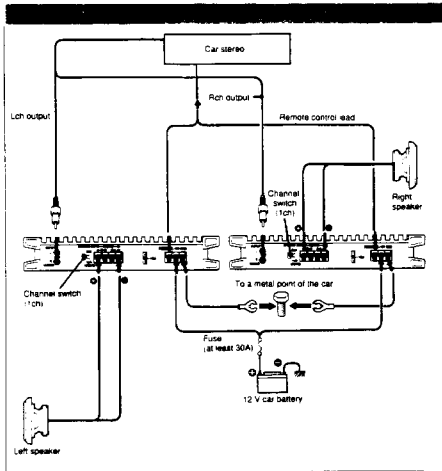 Car stereo
Rch output
Lch output
Remote control lead
Channel
switch
(1ch)
Right
speaker
To a metal point of the car
Channel switch
(1ch)
Fuse
(at least 30A)
12 V car battery
Left speaker